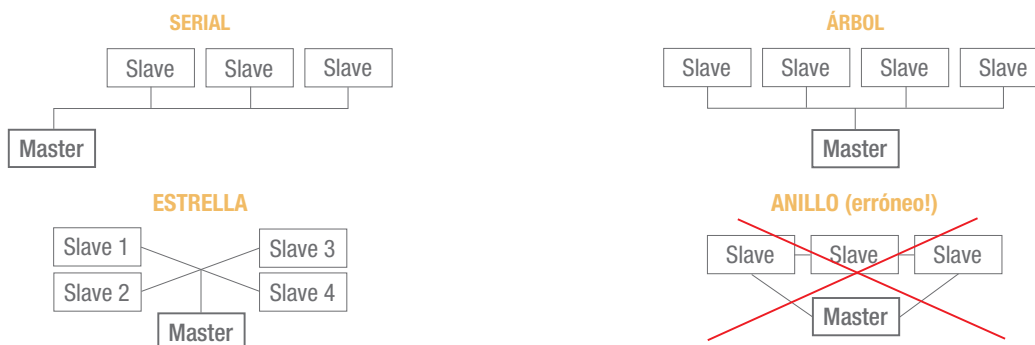 SERIAL
Slave Slave Slave
Master
ÁRBOL
Slave Slave Slave Slave
Master
ESTRELLA
Slave 1 Slave 3
Slave 2 Slave 4
Master
ANILLO (erróneo!)
Slave Slave Slave
Master